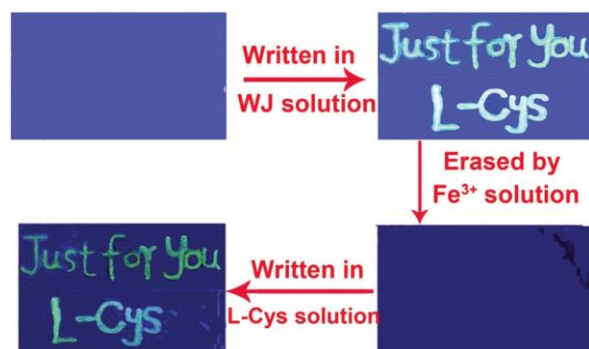 Written in
WJ solution
Just for You
L-Cys
Erased by
Fe³⁺ solution
Written in
L-Cys solution
Just for You
L-Cys